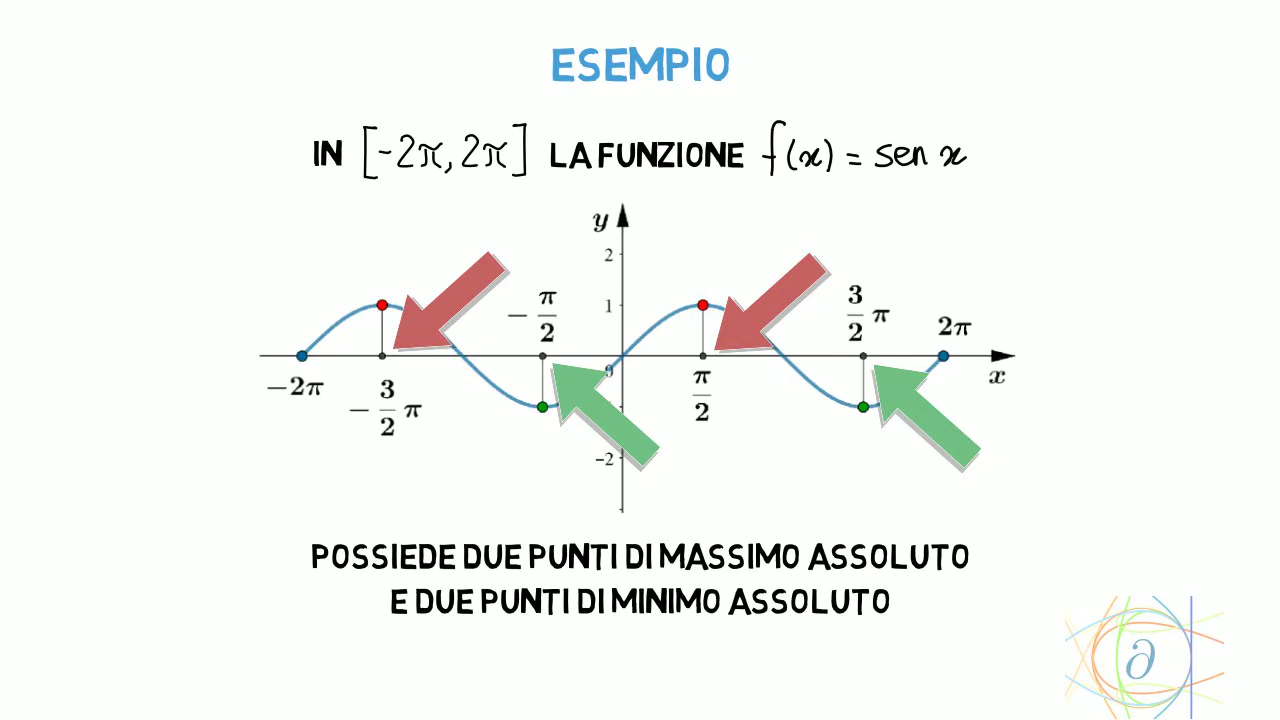 ESEMPIO
IN [-2π, 2π] LA FUNZIONE f(x) = sen x
y
2
1
0
-2
x
-2π
-3/2 π
-π/2
π/2
3/2 π
2π
POSSIEDE DUE PUNTI DI MASSIMO ASSOLUTO
E DUE PUNTI DI MINIMO ASSOLUTO
∂